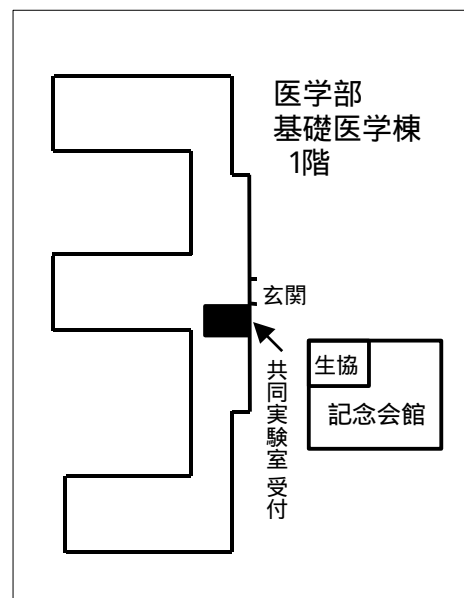 医学部
基礎医学棟
1階
玄関
生協
記念会館
共同実験室 受付